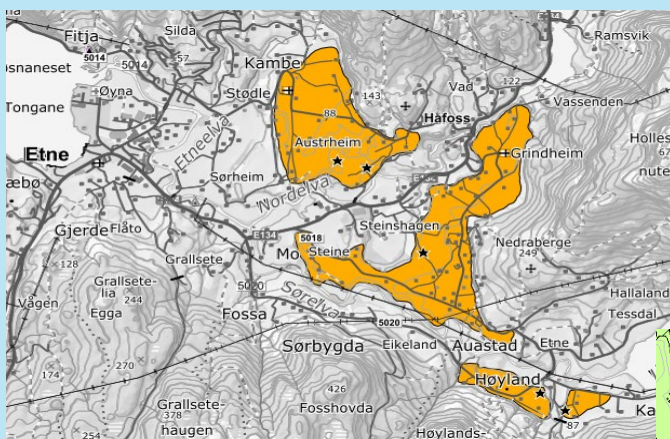 Fitja
Silda
Ramsvik
5014
5014
57
Kambe
osnaneset
Øyna
Stødle
143
Vad
122
Vassenden
Tongane
88
Håfoss
Etneelva
Austrheim
Holles
67
nute
Etne
Grindheim
Sørheim
Nordelva
æbø
E134
5018
Steinshagen
Gjerde
Flåto
Mo
Steine
Nedraberge
249
128
Grallsete
Grallsete-
lia
244
Egga
5020
Sørelva
Hallaland
Vågen
Fossa
5020
Tessdal
Sørbygda
Eikeland
Auastad
Etne
270
174
Høyland
426
Fosshovda
Grallsete-
378
haugen
Ka
87
254
Høylands-